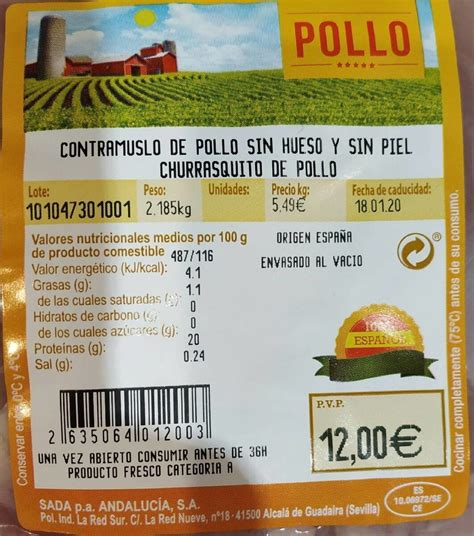 POLLO
CONTRAMUSLO DE POLLO SIN HUESO Y SIN PIEL
CHURRASQUITO DE POLLO
Lote: Peso: Unidades: Precio kg: Fecha de caducidad:
101047301001 2,185kg 5,49€ 18.01.20
Valores nutricionales medios por 100 g
de producto comestible 487/116
Valor energético (kJ/kcal): 4.1
Grasas (g): 1.1
de las cuales saturadas (g): 0
Hidratos de carbono (g): 0
de los cuales azúcares (g): 20
Proteínas (g): 0.24
Sal (g):
ORIGEN ESPAÑA
ENVASADO AL VACIO
ESPAÑOL
2 635064 012003
P.V.P.
12,00€
UNA VEZ ABIERTO CONSUMIR ANTES DE 36H
PRODUCTO FRESCO CATEGORIA A
SADA p.a. ANDALUCÍA, S.A.
Pol. Ind. La Red Sur. C/. La Red Nueve, nº18 · 41500 Alcalá de Guadaira (Sevilla)
ES
10.06972/SE
CE
Cocinar completamente (75ºC) antes de su consumo.
Conservar entre 0ºC y 4ºC